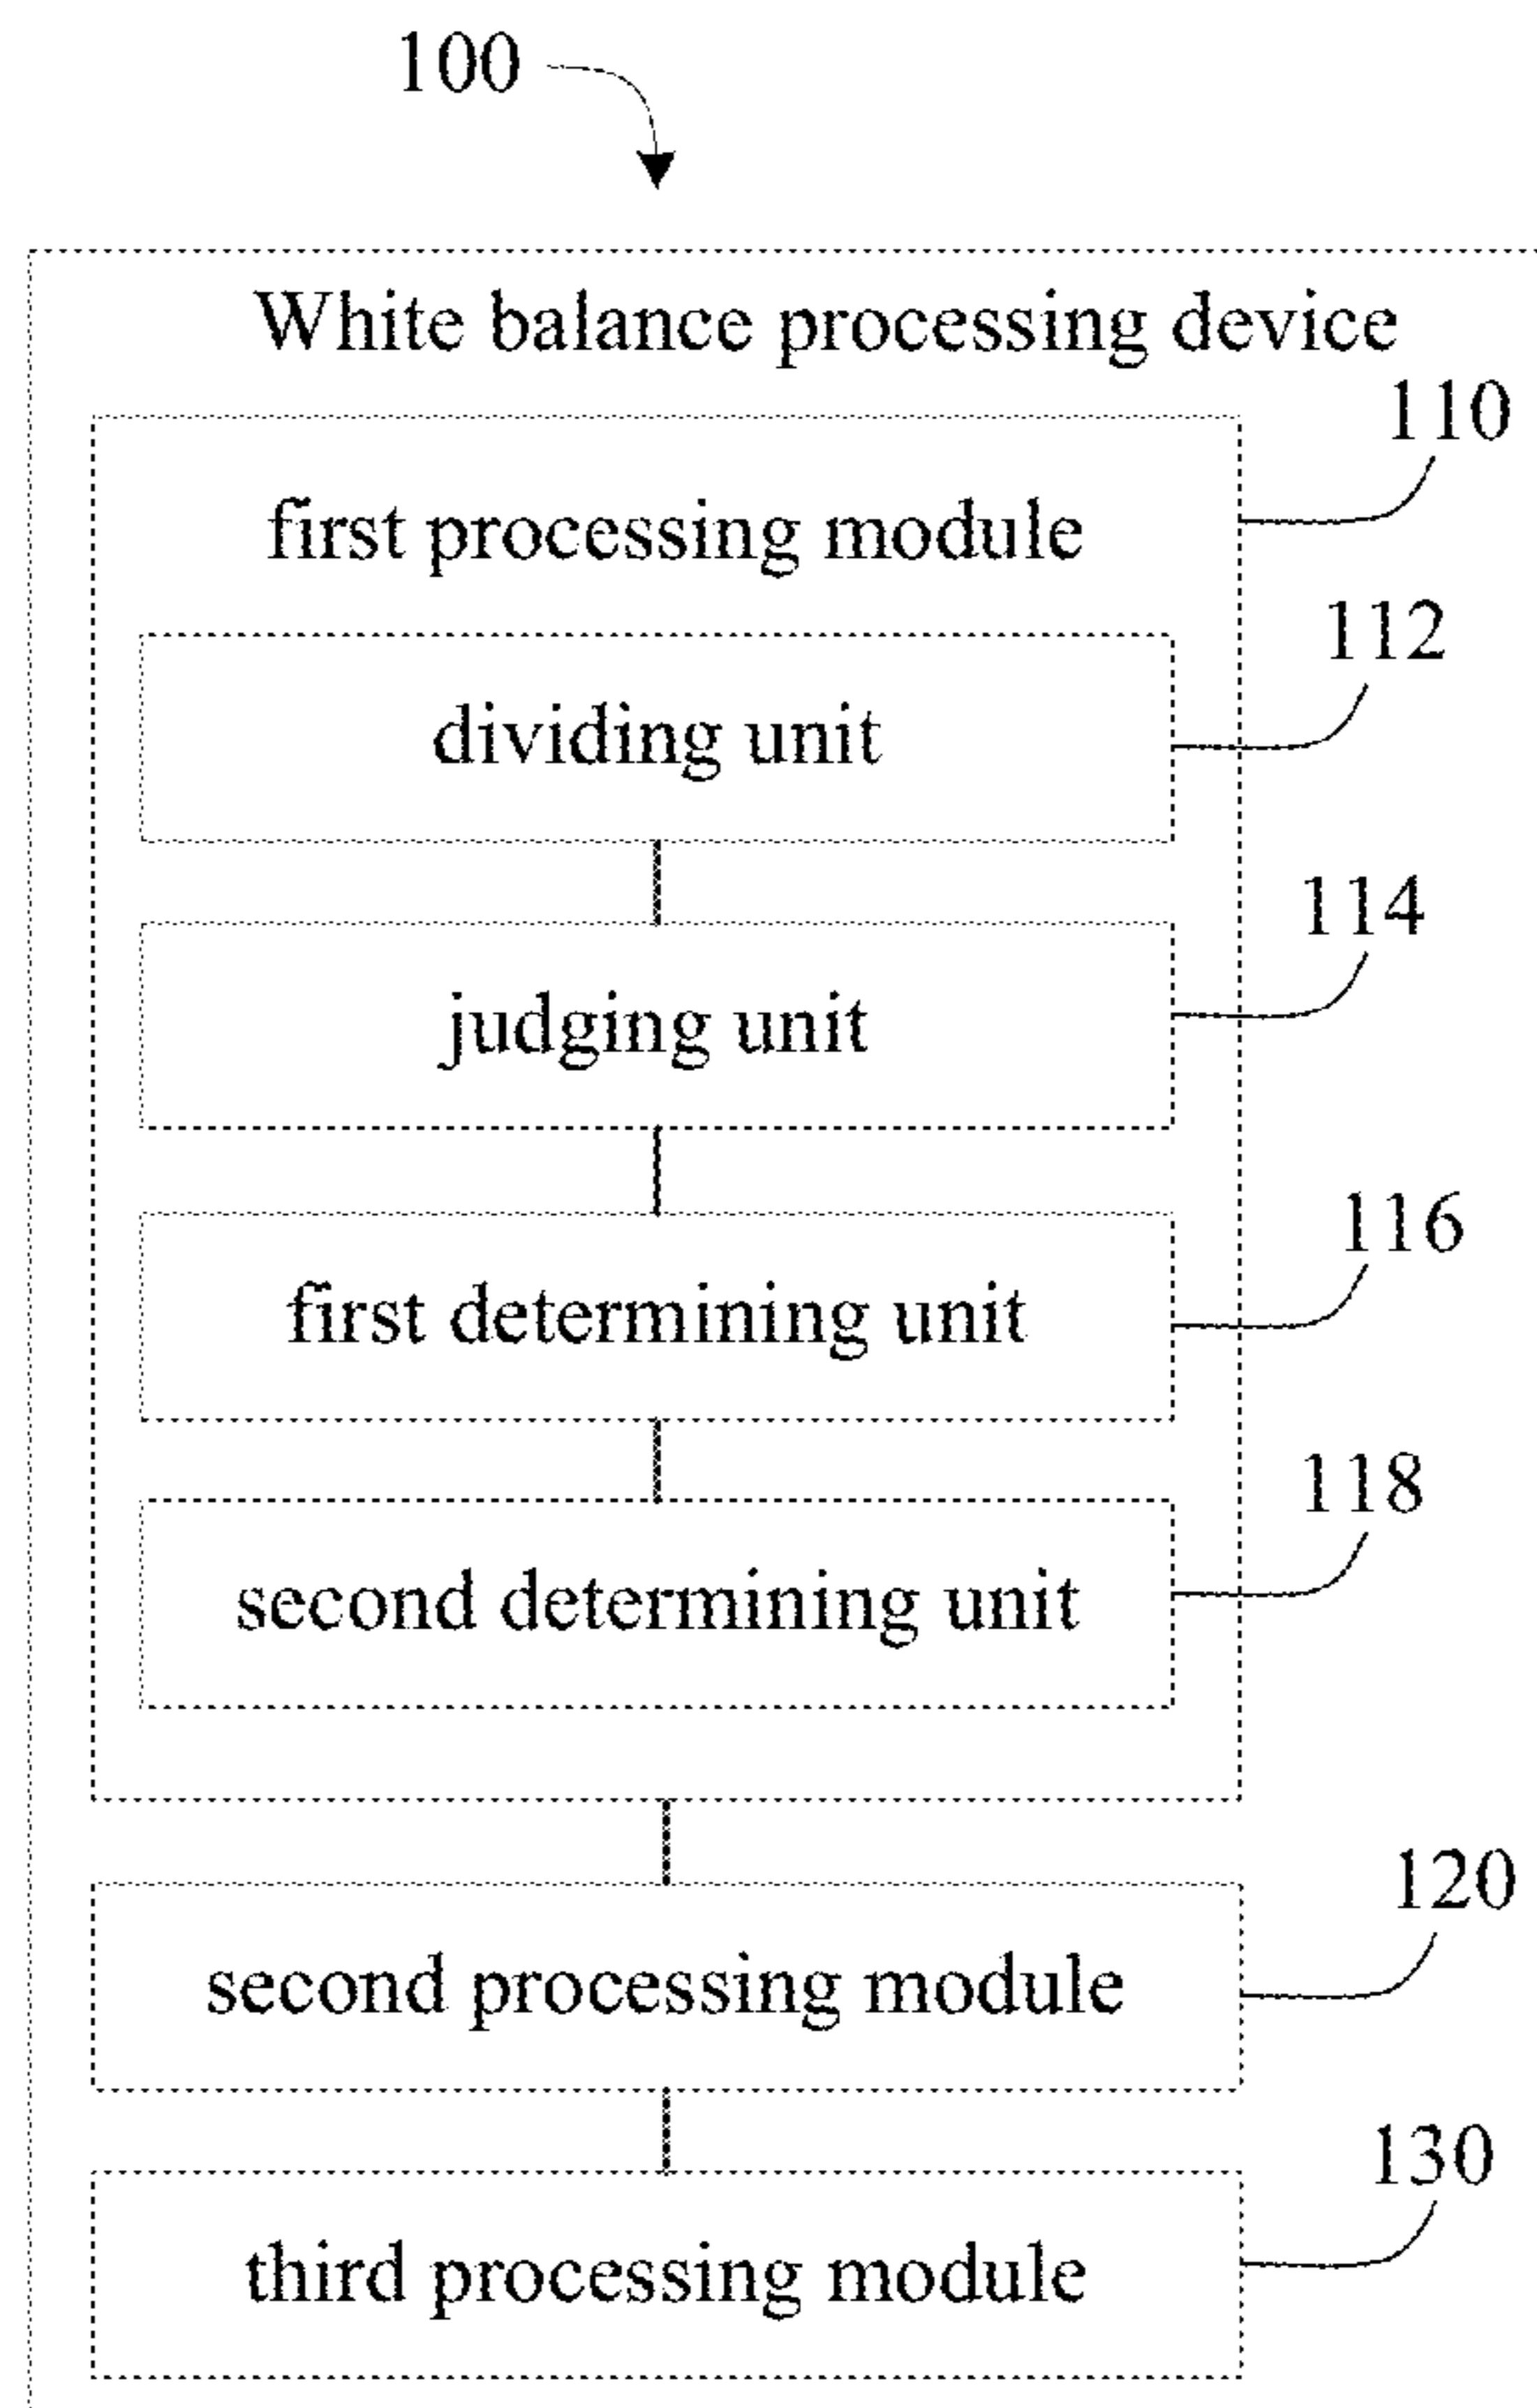 100
White balance processing device
110
first processing module
112
dividing unit
114
judging unit
116
first determining unit
118
second determining unit
120
second processing module
130
third processing module